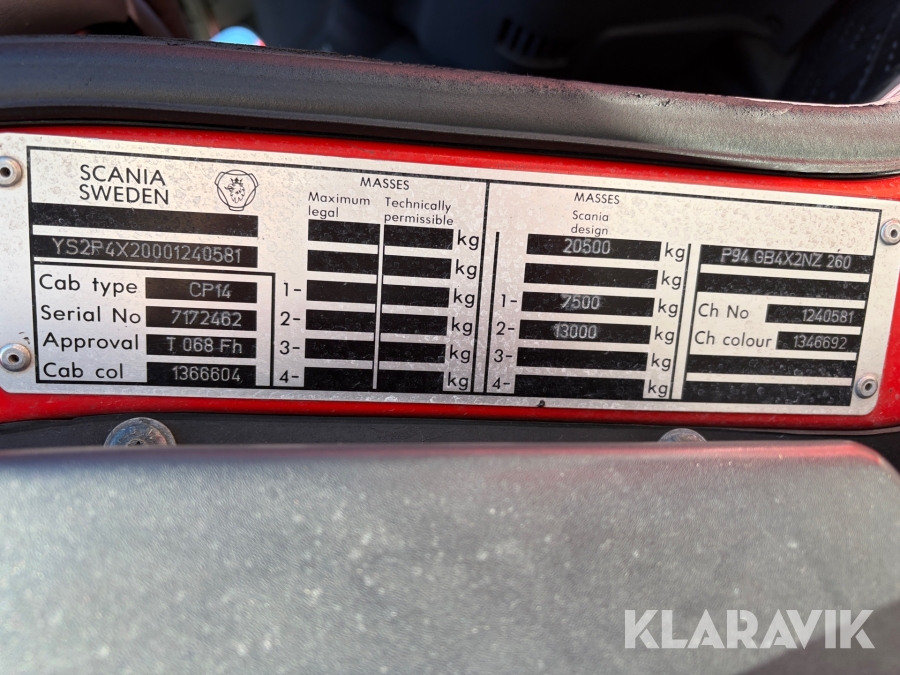 SCANIA
SWEDEN
YS2P4X20001240581
Cab type CP14
Serial No 7172462
Approval T 068 Fh
Cab col 1366604
MASSES
Maximum legal
Technically permissible
kg
kg
1- kg
2- kg
3- kg
4- kg
MASSES
Scania design
20500 kg
kg
1- 7500 kg
2- 13000 kg
3- kg
4- kg
P94 GB4X2NZ 260
Ch No 1240581
Ch colour 1346692
KLARAVIK